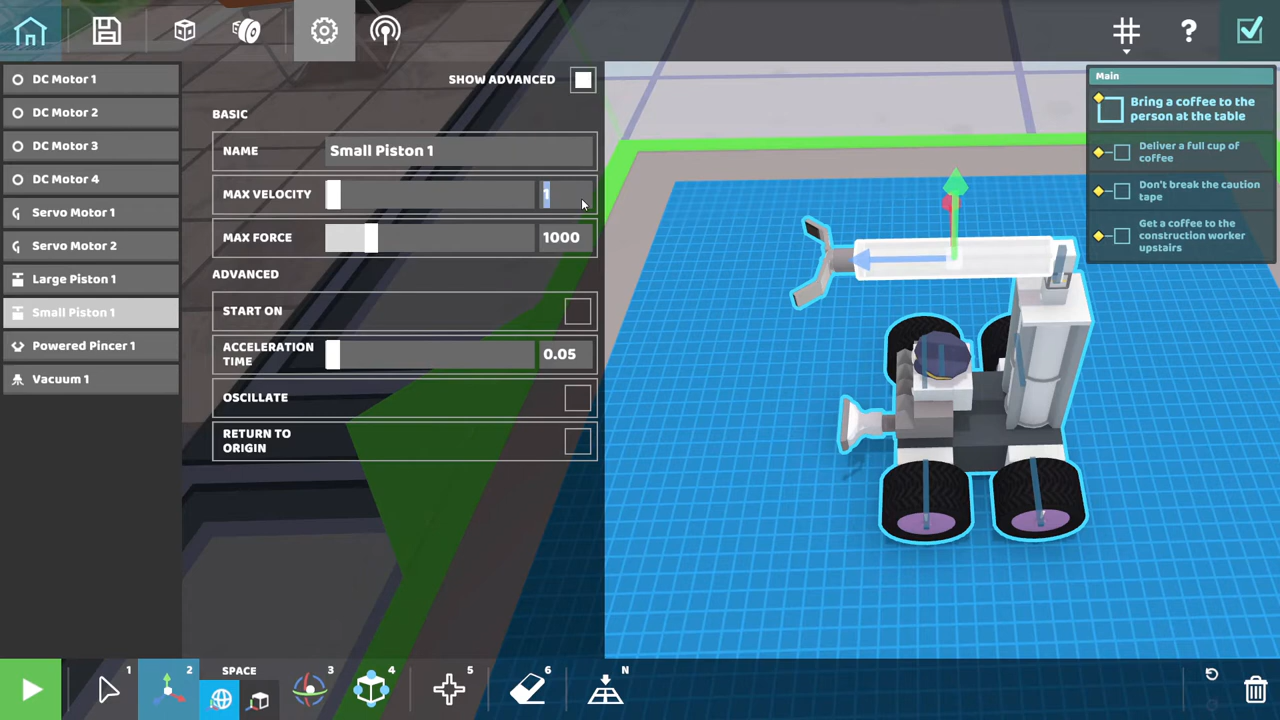 DC Motor 1
DC Motor 2
DC Motor 3
DC Motor 4
Servo Motor 1
Servo Motor 2
Large Piston 1
Small Piston 1
Powered Pincer 1
Vacuum 1
SHOW ADVANCED
BASIC
NAME
Small Piston 1
MAX VELOCITY
1
MAX FORCE
1000
ADVANCED
START ON
ACCELERATION
TIME
0.05
OSCILLATE
RETURN TO
ORIGIN
?
Main
Bring a coffee to the
person at the table
Deliver a full cup of
coffee
Don't break the caution
tape
Get a coffee to the
construction worker
upstairs
1
2
SPACE
3
4
5
6
N